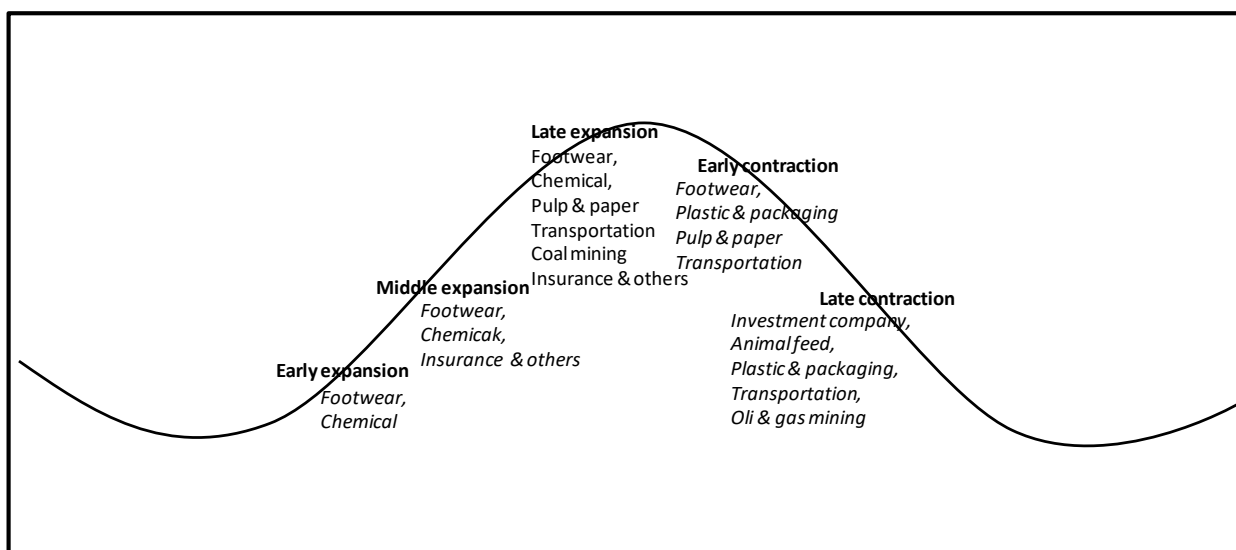 Late expansion
Footwear,
Chemical,
Pulp & paper
Transportation
Coal mining
Insurance & others
Early contraction
Footwear,
Plastic & packaging
Pulp & paper
Transportation
Middle expansion
Footwear,
Chemicak,
Insurance & others
Late contraction
Investment company,
Animal feed,
Plastic & packaging,
Transportation,
Oli & gas mining
Early expansion
Footwear,
Chemical